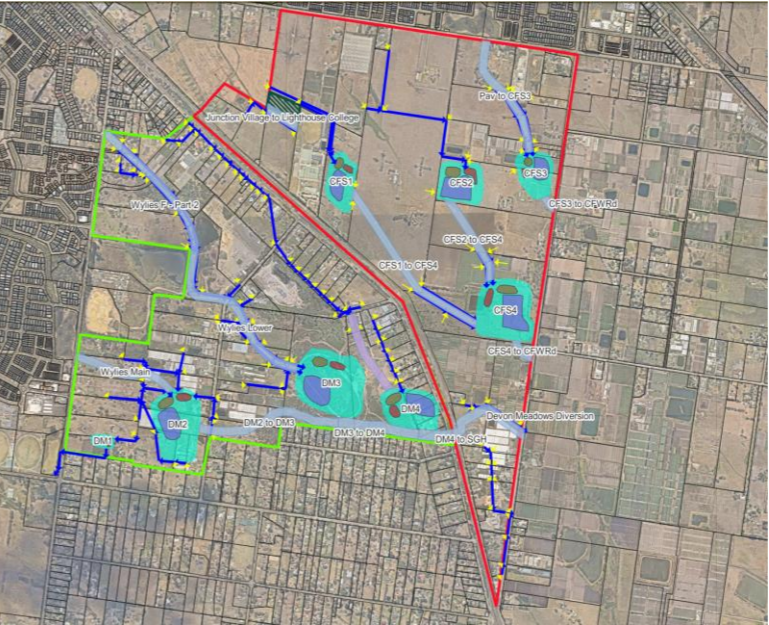 Pav to CFS3
Junction Village to Lighthouse College
CFS1
CFS2
CFS3
Wylies F - Part 2
CFS3 to CFWRd
CFS2 to CFS4
CFS1 to CFS4
CFS4
Wylies Lower
CFS4 to CFWRd
Wylies Main
DM3
DM4
DM2
DM2 to DM3
Devon Meadows Diversion
DM3 to DM4
DM4 to SGH
DM1